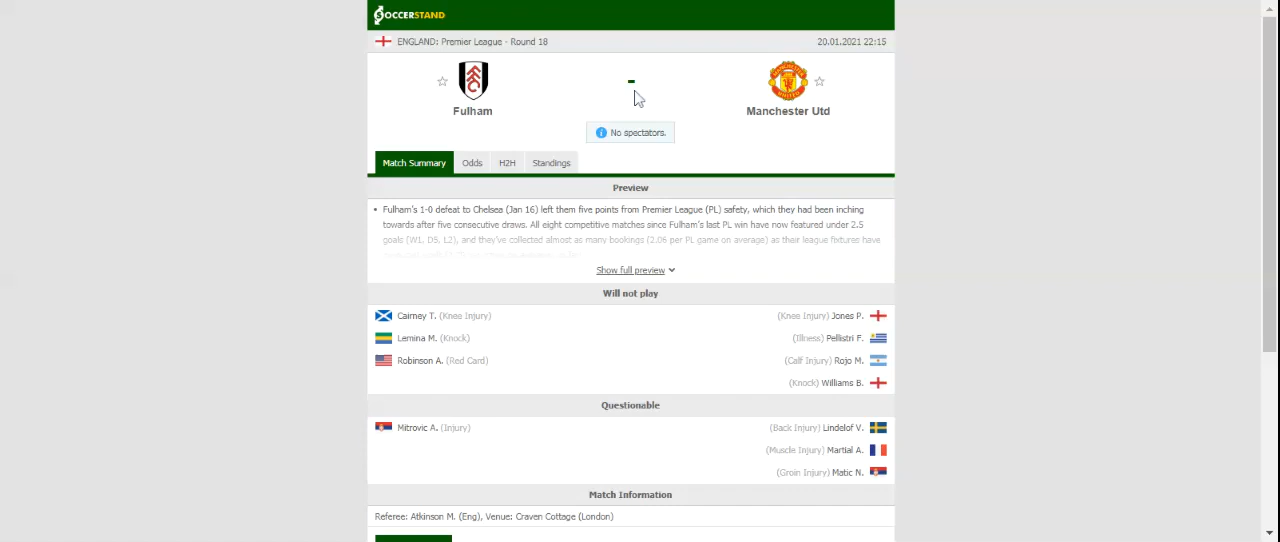 SOCCERSTAND
ENGLAND: Premier League - Round 18 20.01.2021 22:15
-
Fulham Manchester Utd
No spectators.
Match Summary Odds H2H Standings
Preview
• Fulham's 1-0 defeat to Chelsea (Jan 16) left them five points from Premier League (PL) safety, which they had been inching
towards after five consecutive draws. All eight competitive matches since Fulham's last PL win have now featured under 2.5
goals (W1, D5, L2), and they've collected almost as many bookings (2.06 per PL game on average) as their league fixtures have
Show full preview
Will not play
Cairney T. (Knee Injury) (Knee Injury) Jones P.
Lemina M. (Knock) (Illness) Pellistri F.
Robinson A. (Red Card) (Calf Injury) Rojo M.
(Knock) Williams B.
Questionable
Mitrovic A. (Injury) (Back Injury) Lindelof V.
(Muscle Injury) Martial A.
(Groin Injury) Matic N.
Match Information
Referee: Atkinson M. (Eng), Venue: Craven Cottage (London)